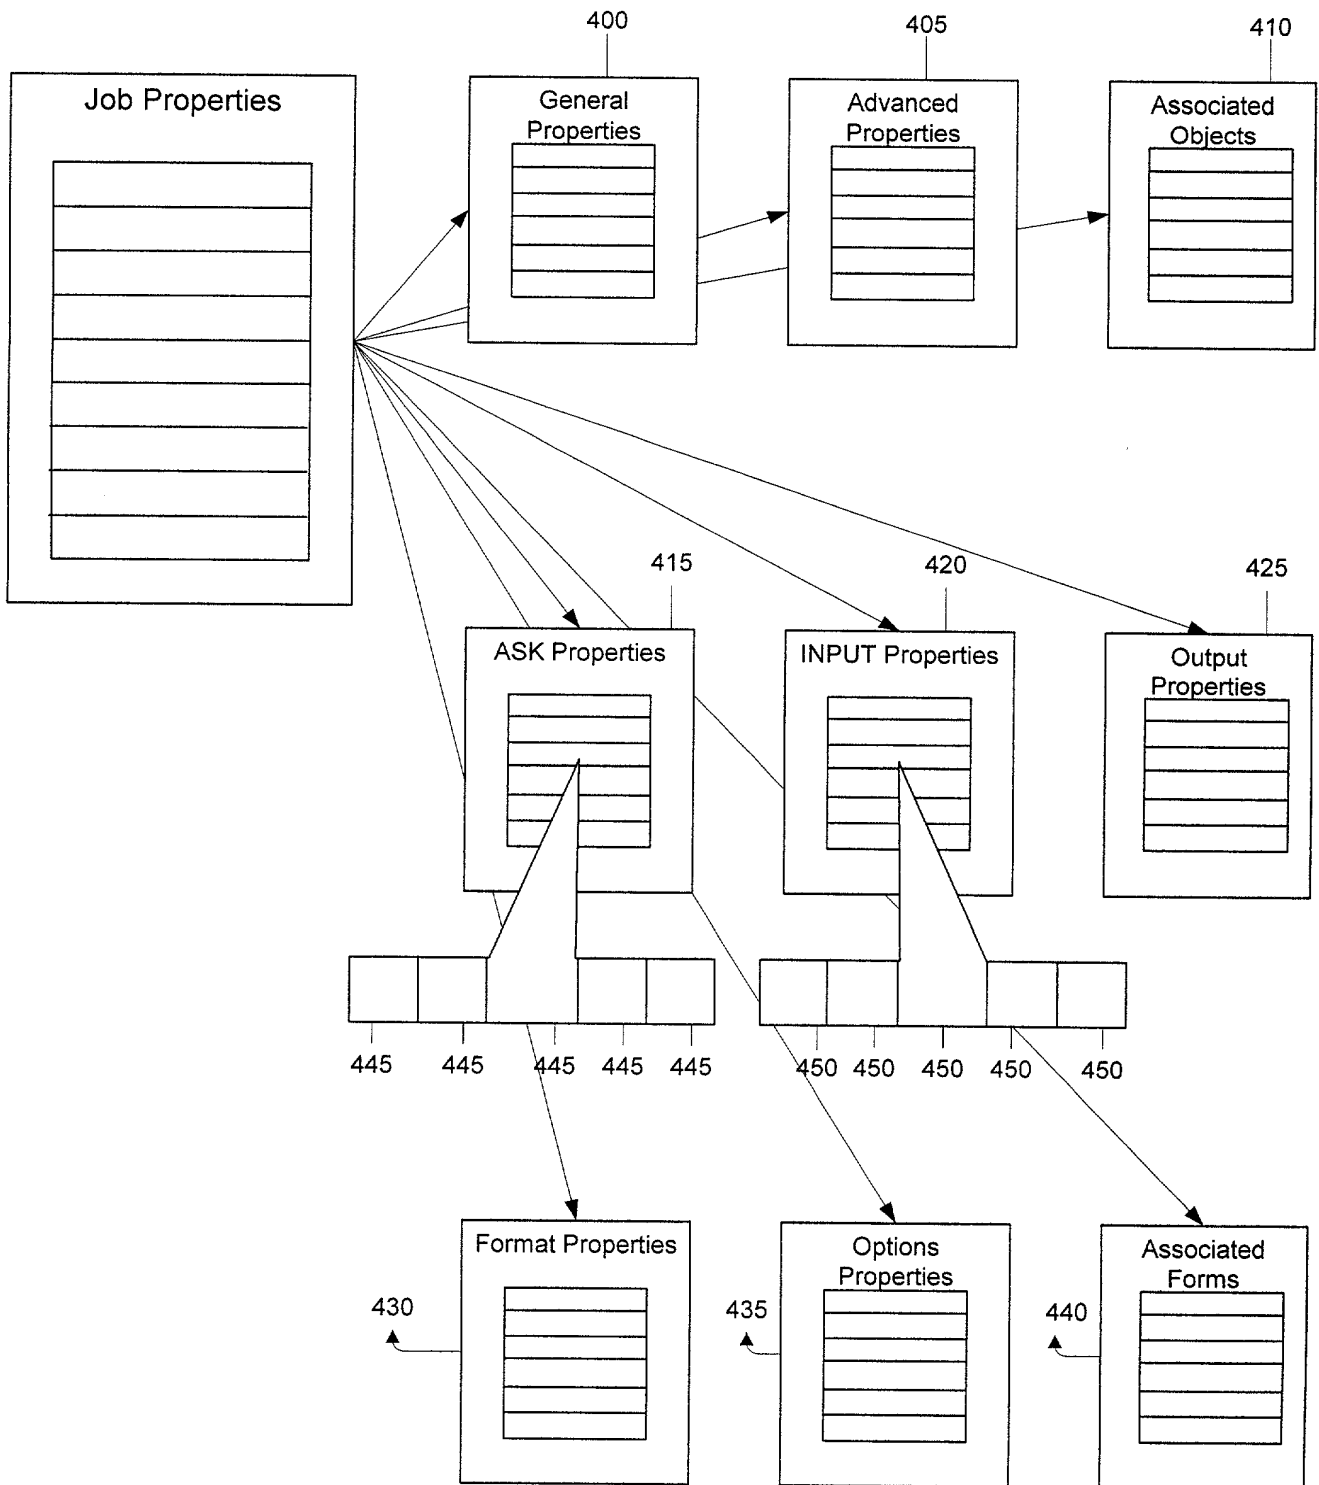 400
405
410
Job Properties
General
Properties
Advanced
Properties
Associated
Objects
415
420
425
ASK Properties
INPUT Properties
Output
Properties
445
445
445
445
445
450
450
450
450
450
Format Properties
Options
Properties
Associated
Forms
430
435
440